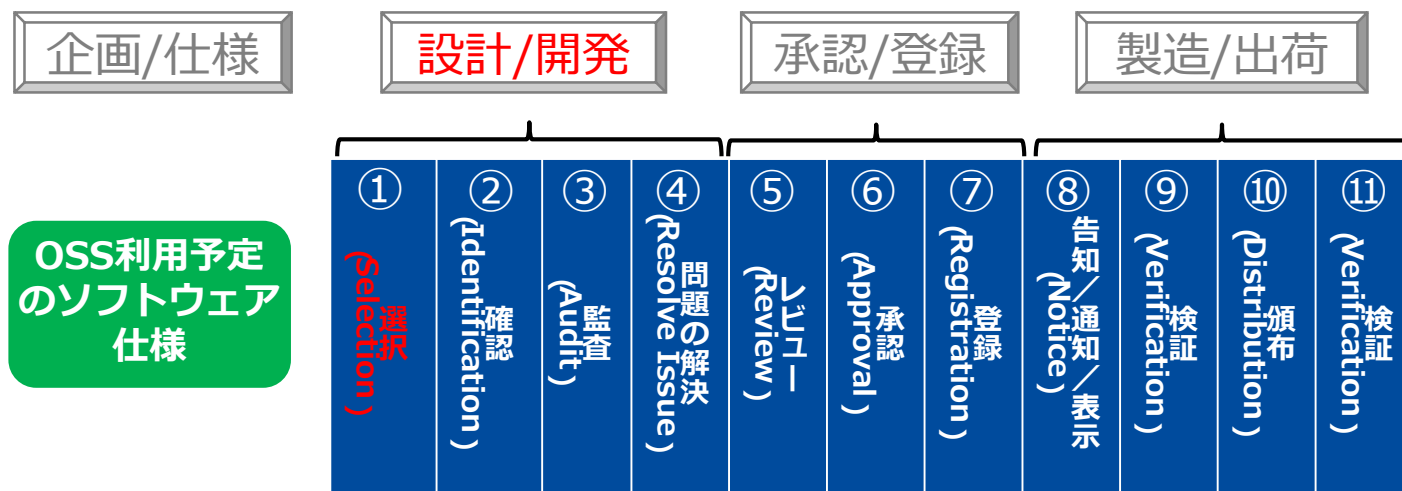 企画/仕様
設計/開発
承認/登録
製造/出荷
OSS利用予定
のソフトウェア
仕様
①
選択
(Selection)
②
確認
(Identification)
③
監査
(Audit)
④
問題の解決
(Resolve Issue)
⑤
レビュー
(Review)
⑥
承認
(Approval)
⑦
登録
(Registration)
⑧
告知/通知/表示
(Notice)
⑨
検証
(Verification)
⑩
頒布
(Distribution)
⑪
検証
(Verification)